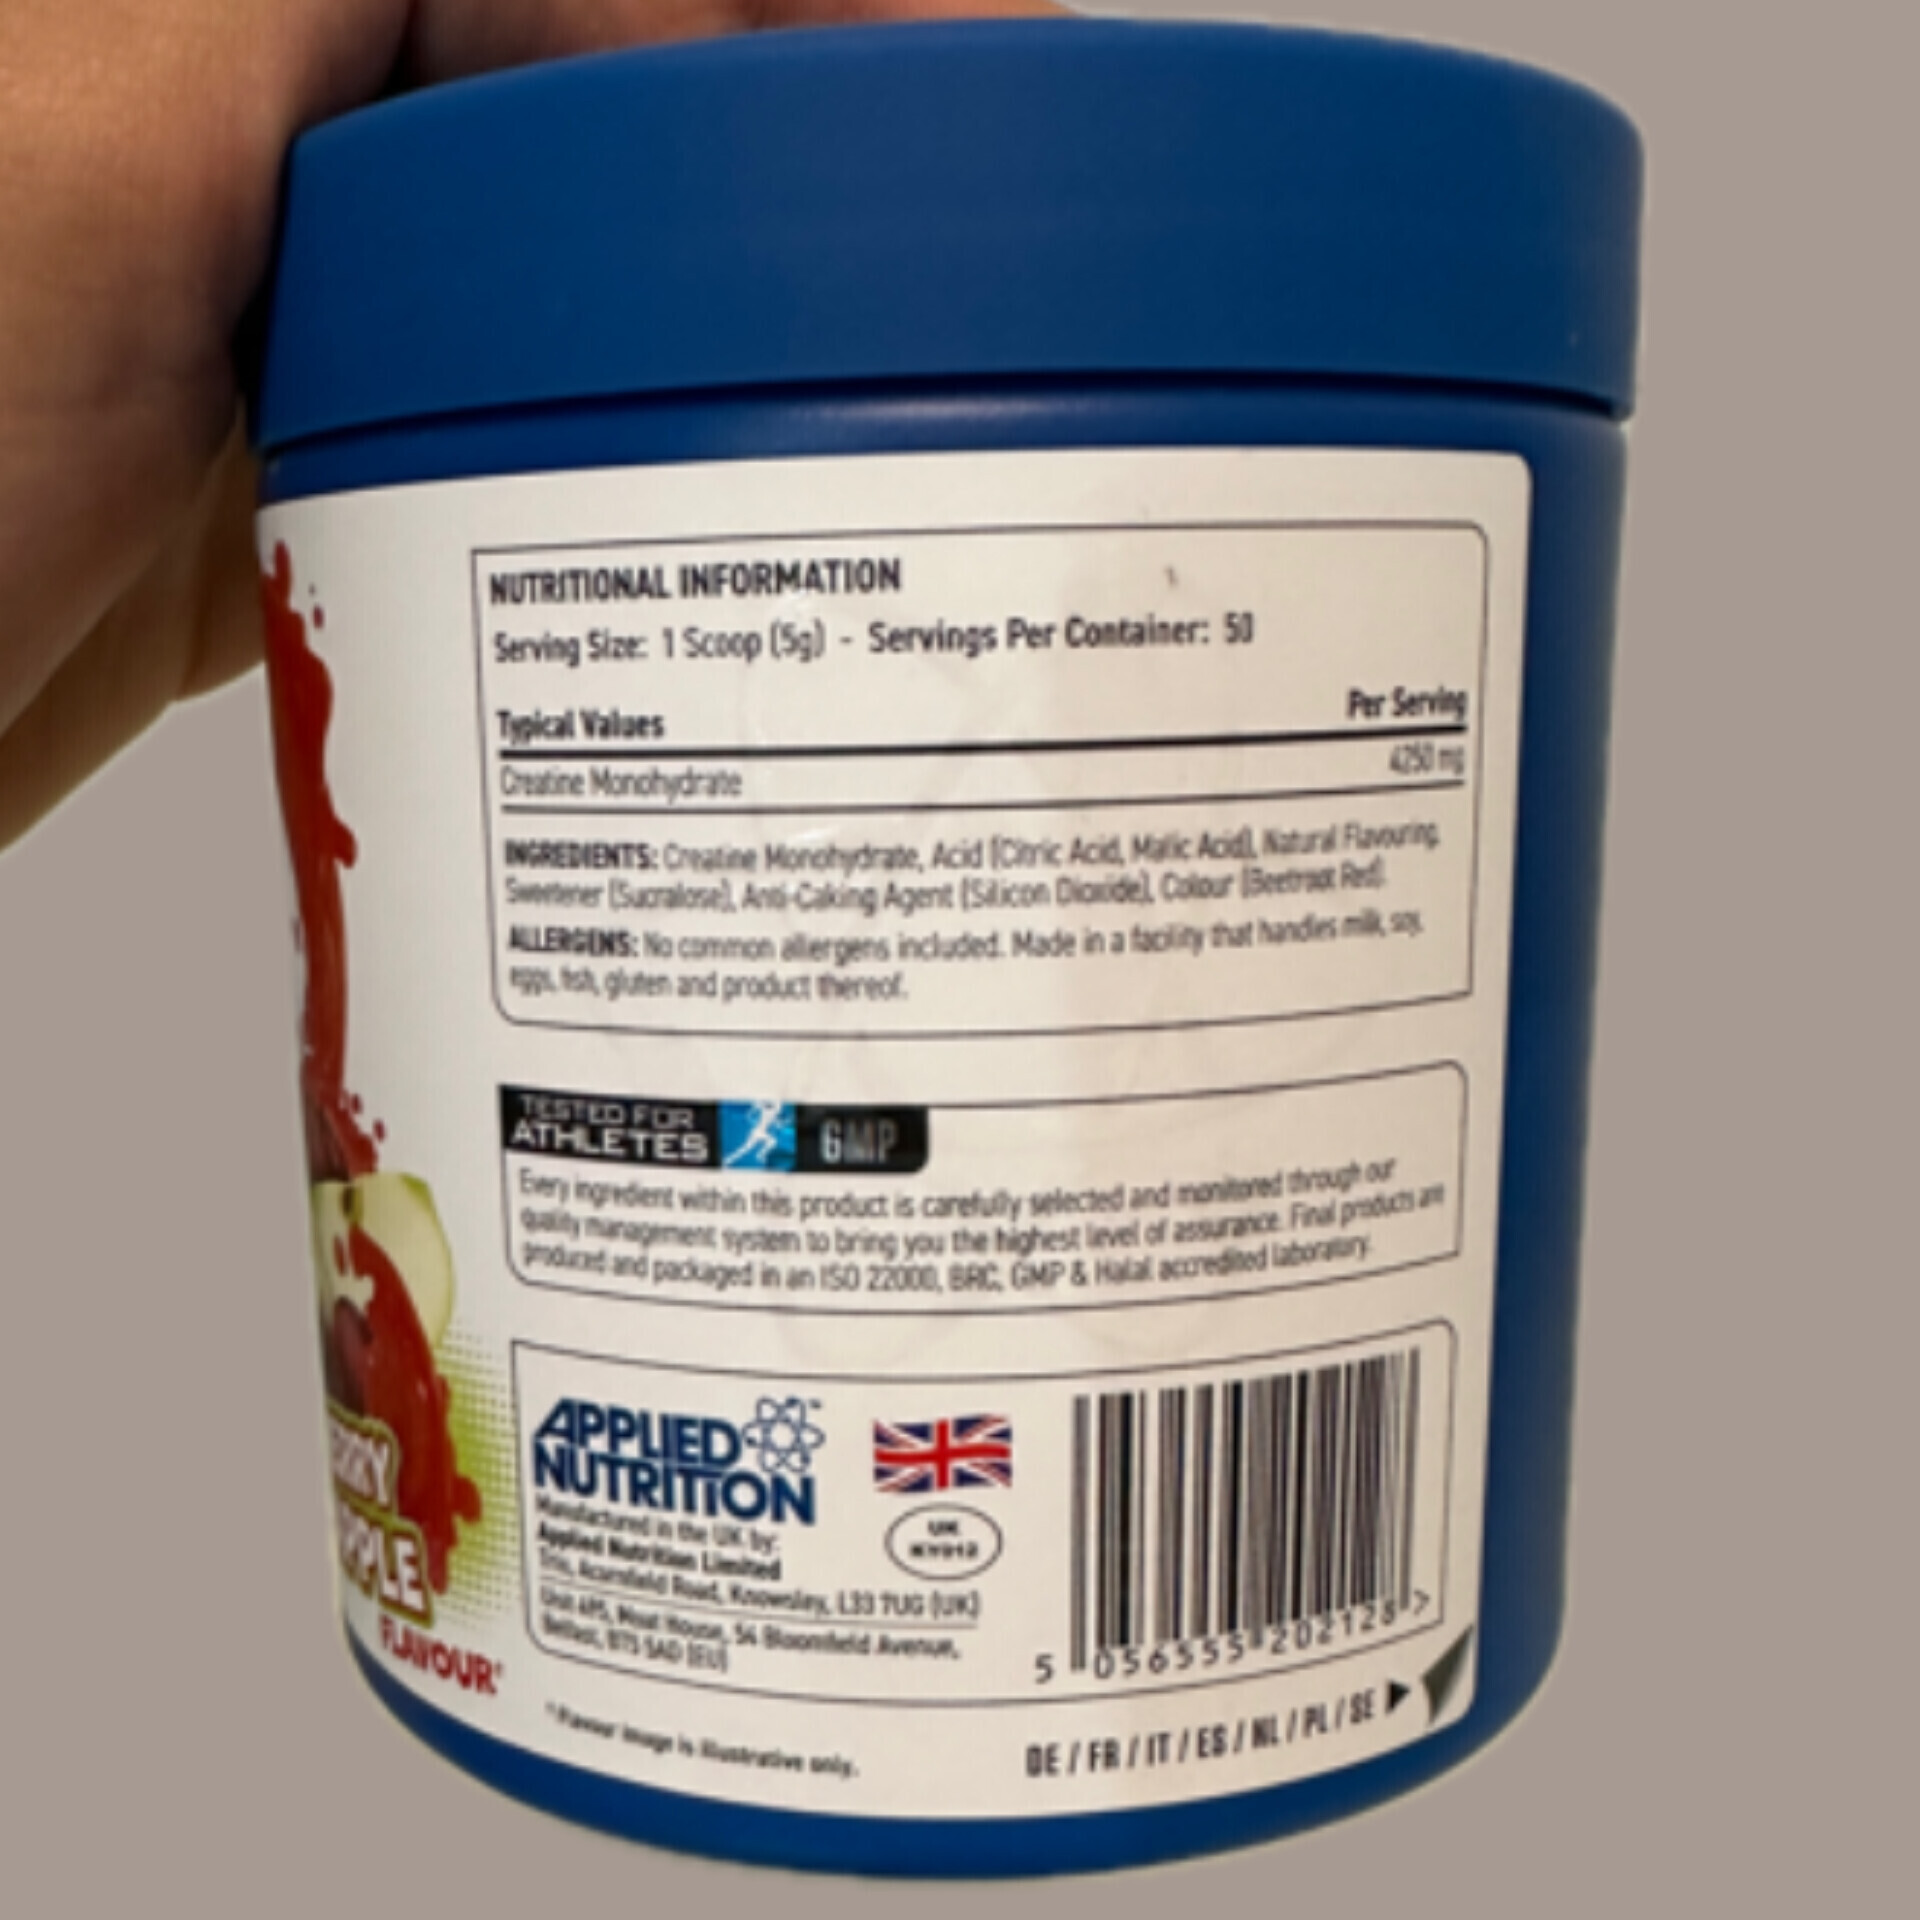 NUTRITIONAL INFORMATION
Serving Size: 1 Scoop (5g) - Servings Per Container: 50
Typical Values Per Serving
Creatine Monohydrate 4250 mg
INGREDIENTS: Creatine Monohydrate, Acid (Citric Acid, Malic Acid), Natural Flavouring,
Sweetener (Sucralose), Anti-Caking Agent (Silicon Dioxide), Colour (Beetroot Red).
ALLERGENS: No common allergens included. Made in a facility that handles milk, soy,
eggs, fish, gluten and product thereof.
TESTED FOR
ATHLETES
GMP
Every ingredient within this product is carefully selected and monitored through our
quality management system to bring you the highest level of assurance. Final products are
produced and packaged in an ISO 22000, BRC, GMP & Halal accredited laboratory.
ERRY
PPLE
FLAVOUR*
APPLIED
NUTRITION™
Manufactured in the UK by:
Applied Nutrition Limited
Acornfield Road, Knowsley, L33 7UG (UK)
House, 54 Bloomfield Avenue,
Belfast, BT5 5AD (EU)
UK
5 056555 202128 >
*Flavour image is illustrative only.
DE / FR / IT / ES / NL / PL / SE